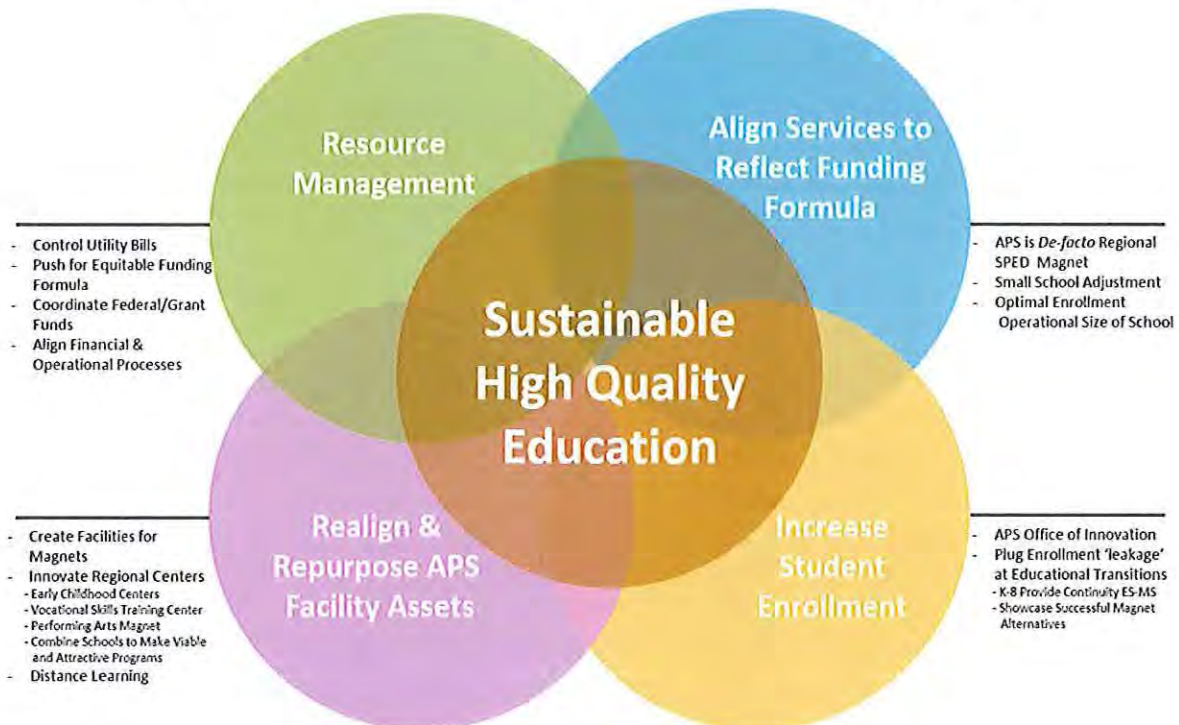 Resource
Management
Align Services to
Reflect Funding
Formula
- Control Utility Bills
- Push for Equitable Funding
Formula
- Coordinate Federal/Grant
Funds
- Align Financial &
Operational Processes
- APS is De-facto Regional
SPED Magnet
- Small School Adjustment
- Optimal Enrollment
Operational Size of School
Sustainable
High Quality
Education
Realign &
Repurpose APS
Facility Assets
Increase
Student
Enrollment
- Create Facilities for
Magnets
- Innovate Regional Centers
- Early Childhood Centers
- Vocational Skills Training Center
- Performing Arts Magnet
- Combine Schools to Make Viable
and Attractive Programs
- Distance Learning
- APS Office of Innovation
- Plug Enrollment 'leakage'
at Educational Transitions
- K-8 Provide Continuity ES-MS
- Showcase Successful Magnet
Alternatives